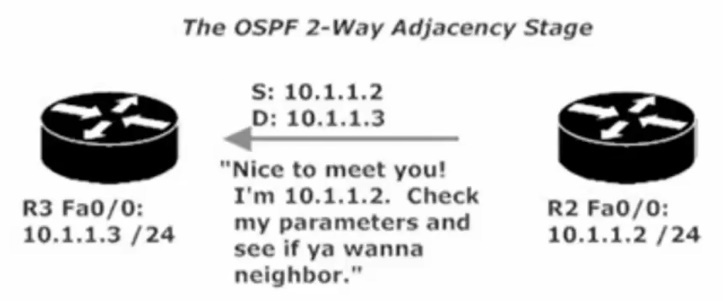 The OSPF 2-Way Adjacency Stage
S: 10.1.1.2
D: 10.1.1.3
"Nice to meet you!
I'm 10.1.1.2.  Check
my parameters and
see if ya wanna
neighbor."
R3 Fa0/0:
10.1.1.3 /24
R2 Fa0/0:
10.1.1.2 /24